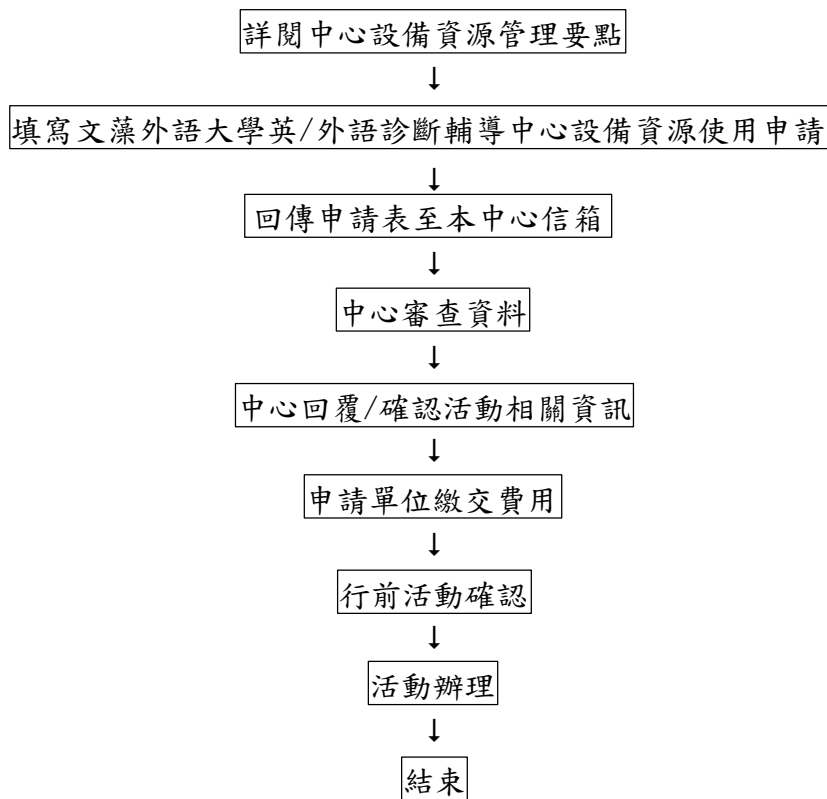 詳閱中心設備資源管理要點
↓
填寫文藻外語大學英/外語診斷輔導中心設備資源使用申請
↓
回傳申請表至本中心信箱
↓
中心審查資料
↓
中心回覆/確認活動相關資訊
↓
申請單位繳交費用
↓
行前活動確認
↓
活動辦理
↓
結束